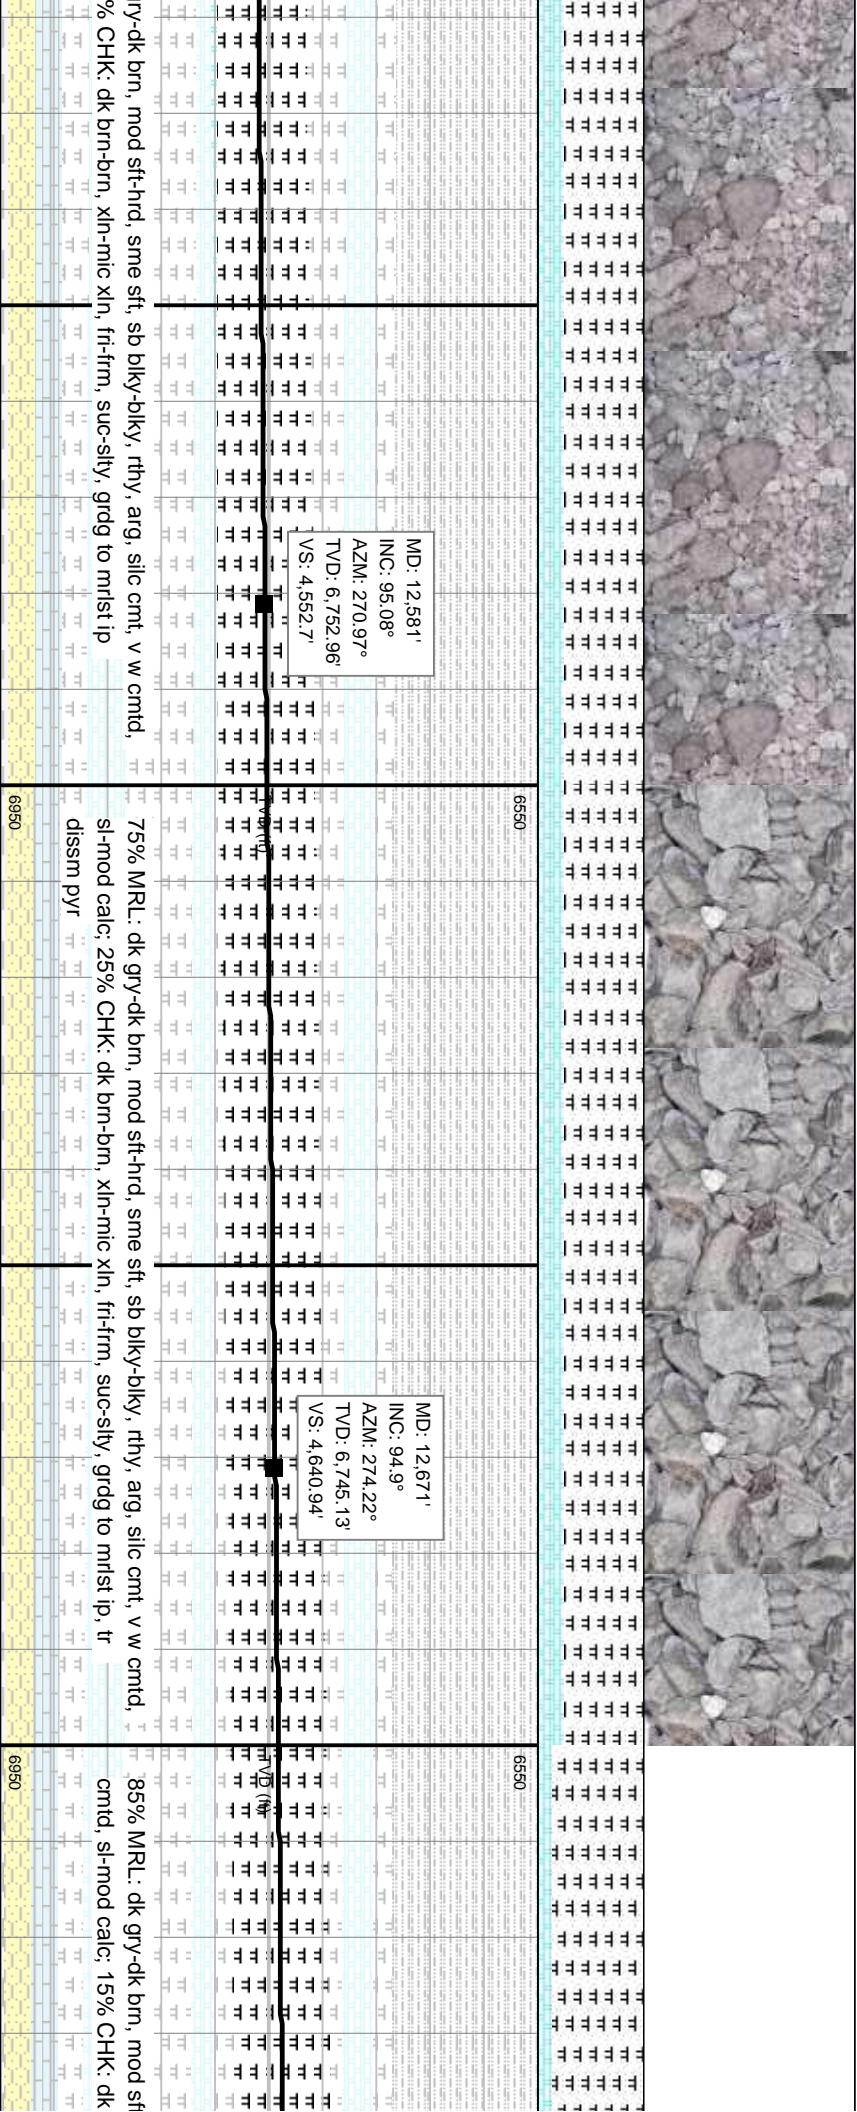 ry-dk brn, mod sft-hrd, sme sft, sb blky-blky, rthy, arg, silc cmt, v w cmtd,
% CHK: dk brn-brn, xln-mic xln, fri-frm, suc-slty, grdg to mrlst ip
MD: 12,581'
INC: 95.08°
AZM: 270.97°
TVD: 6,752.96'
VS: 4,552.7'
6550
TVD (ft)
6950
75% MRL: dk gry-dk brn, mod sft-hrd, sme sft, sb blky-blky, rthy, arg, silc cmt, v w cmtd,
sl-mod calc; 25% CHK: dk brn-brn, xln-mic xln, fri-frm, suc-slty, grdg to mrlst ip, tr
dissm pyr
MD: 12,671'
INC: 94.9°
AZM: 274.22°
TVD: 6,745.13'
VS: 4,640.94'
6550
TVD (ft)
6950
85% MRL: dk gry-dk brn, mod sft
cmtd, sl-mod calc; 15% CHK: dk